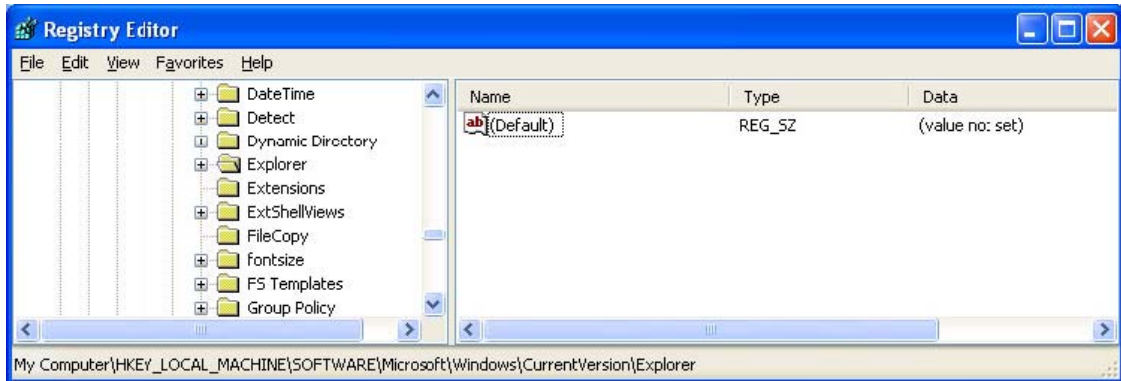 Registry Editor
File Edit View Favorites Help
DateTime
Detect
Dynamic Directory
Explorer
Extensions
ExtShellViews
FileCopy
fontsize
FS Templates
Group Policy
Name Type Data
ab (Default) REG_SZ (value not set)
My Computer\HKEY_LOCAL_MACHINE\SOFTWARE\Microsoft\Windows\CurrentVersion\Explorer